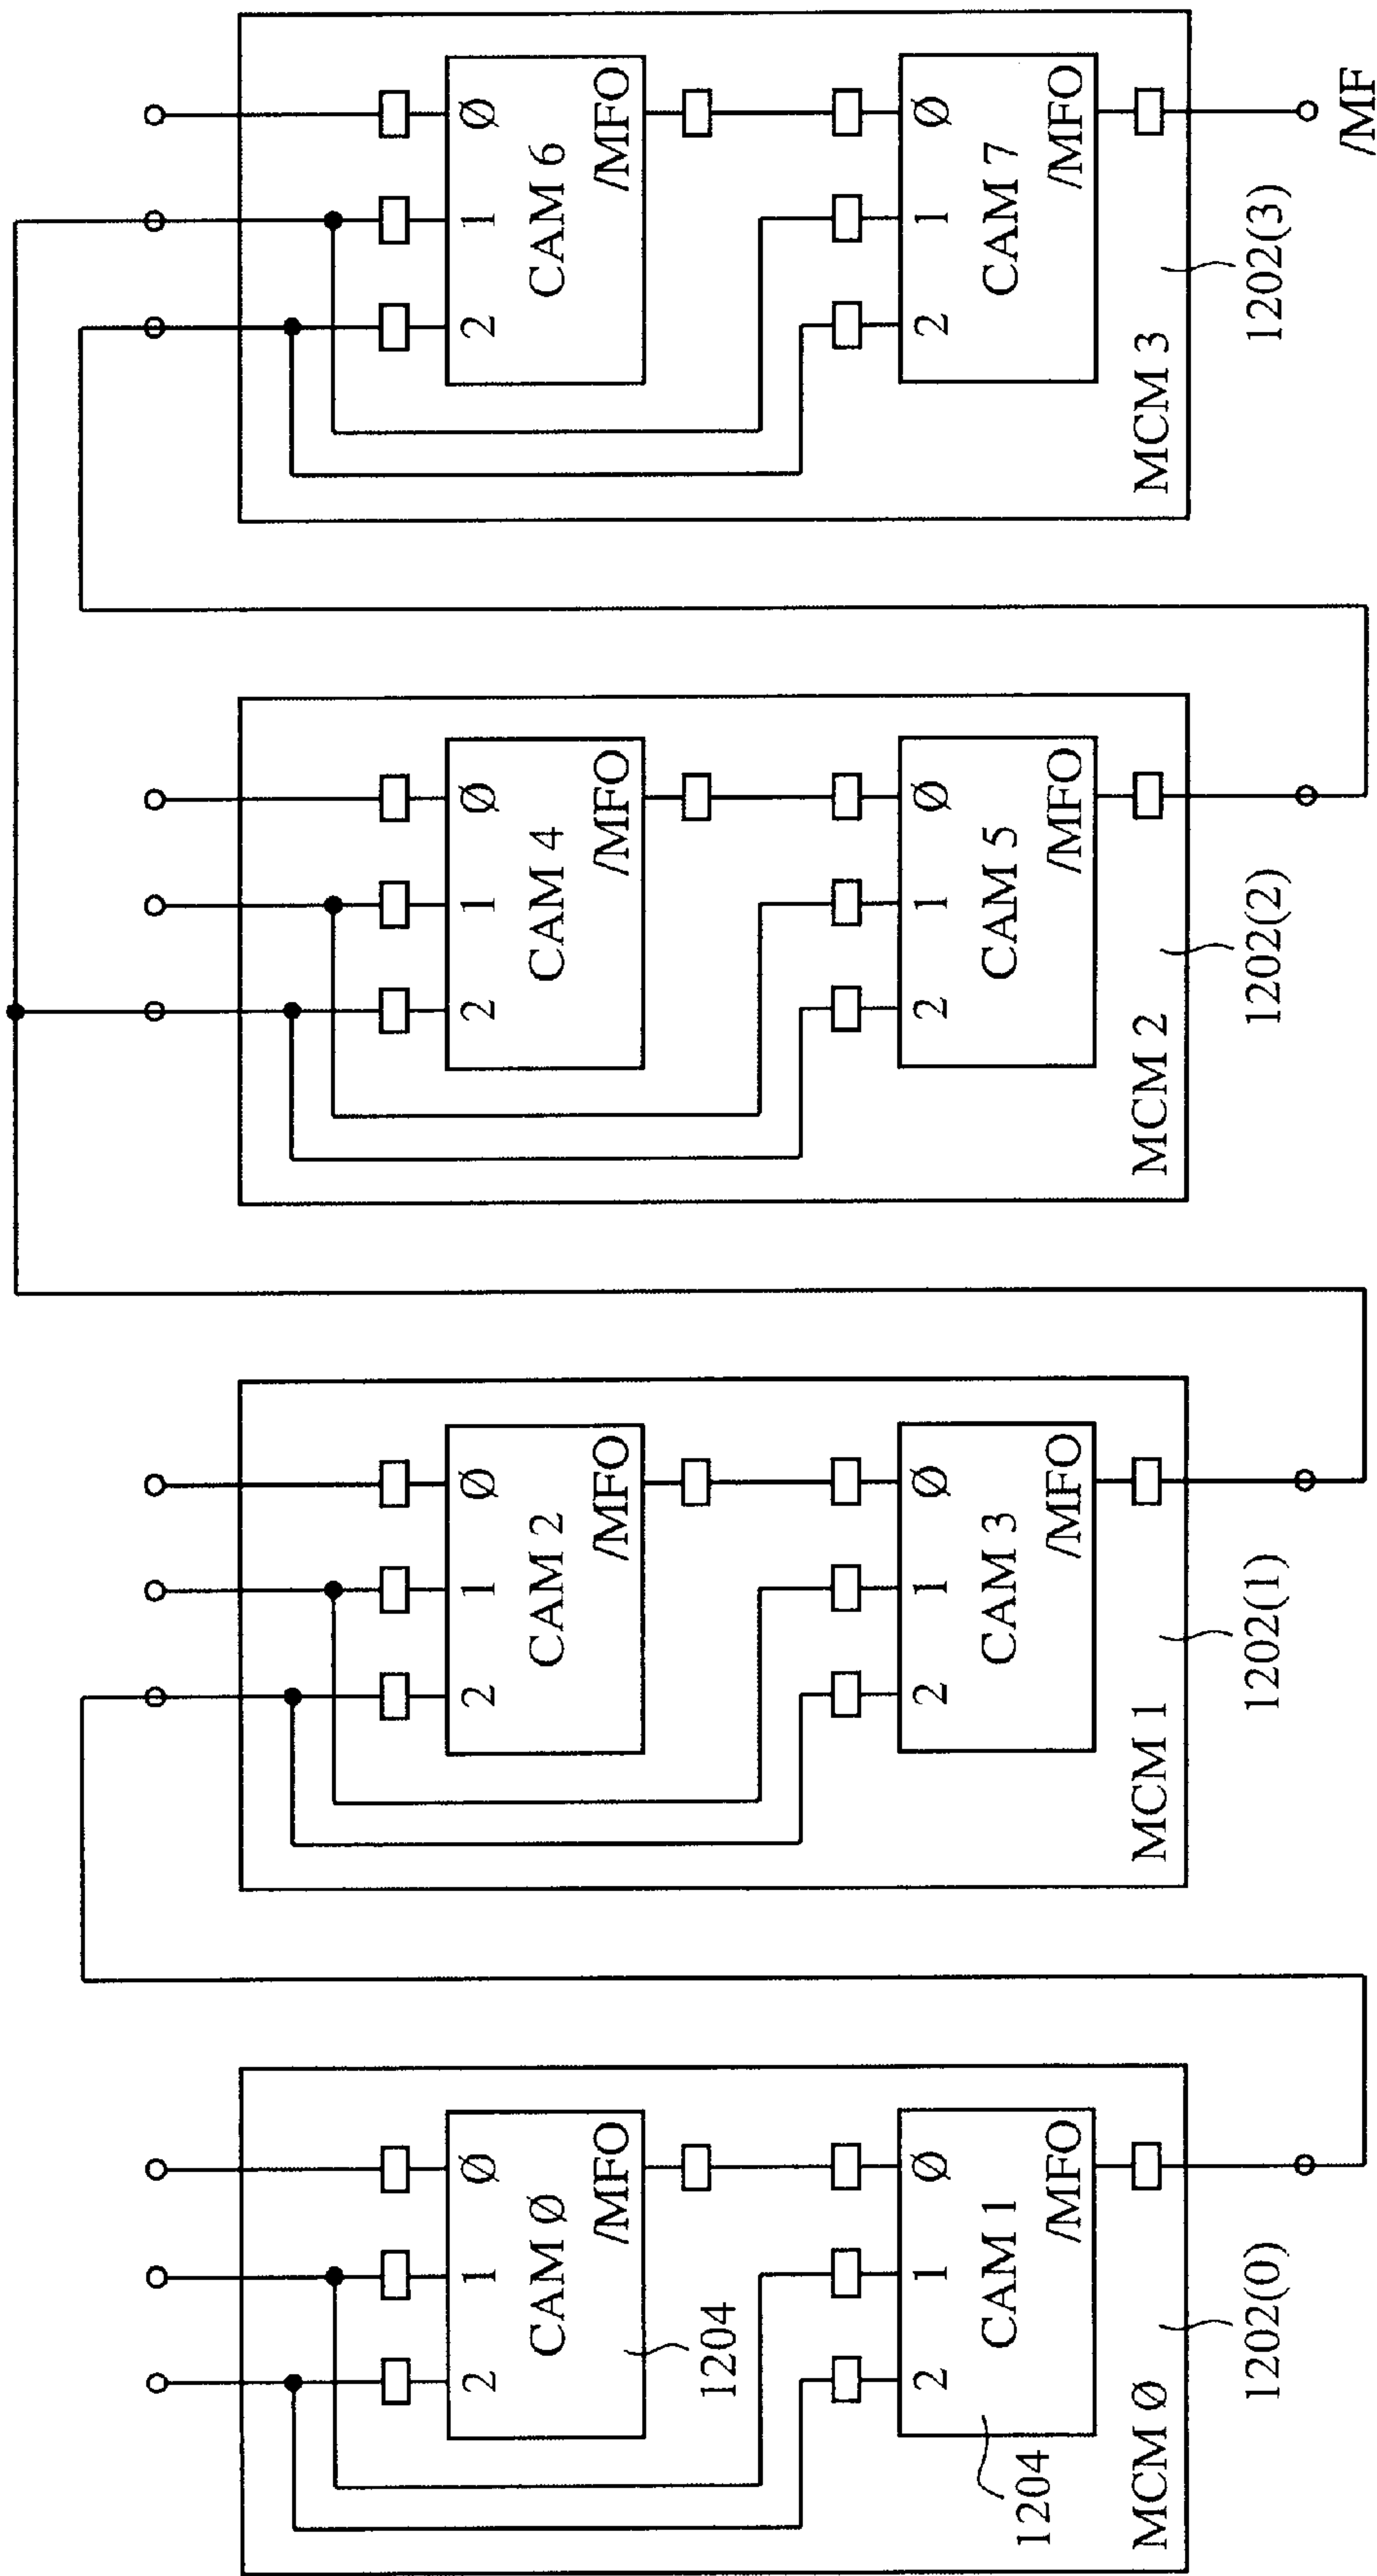 2 1 Ø
CAM Ø
/MFO
1204
2 1 Ø
CAM 1
/MFO
1204
MCM Ø
1202(0)
2 1 Ø
CAM 2
/MFO
2 1 Ø
CAM 3
/MFO
MCM 1
1202(1)
2 1 Ø
CAM 4
/MFO
2 1 Ø
CAM 5
/MFO
MCM 2
1202(2)
2 1 Ø
CAM 6
/MFO
2 1 Ø
CAM 7
/MFO
MCM 3
1202(3)
/MF